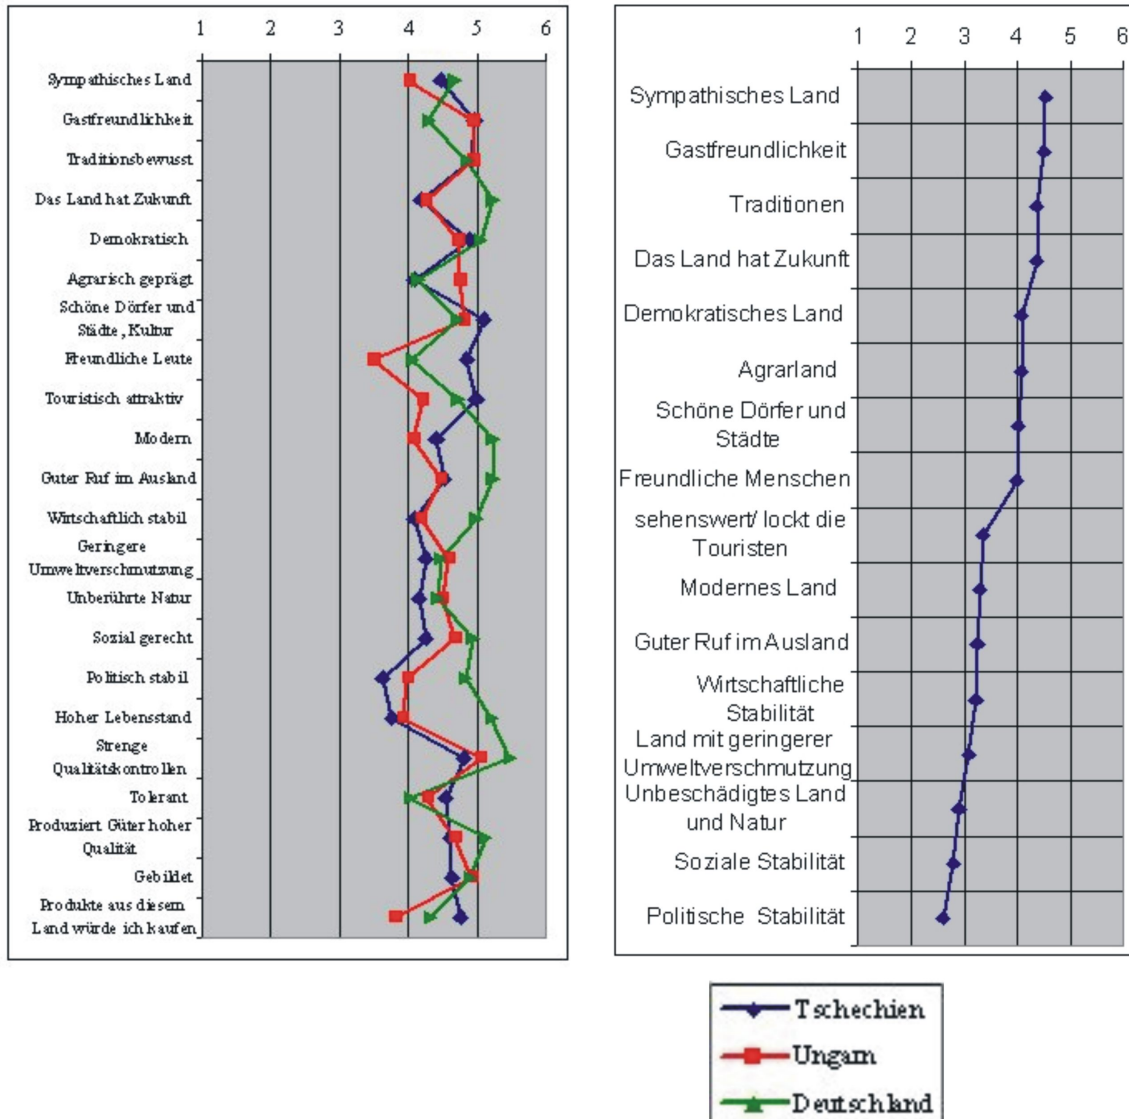 1 2 3 4 5 6
Sympathisches Land
Gastfreundlichkeit
Traditionsbewusst
Das Land hat Zukunft
Demokratisch
Agrarisch geprägt
Schöne Dörfer und
Städte, Kultur
Freundliche Leute
Touristisch attraktiv
Modern
Guter Ruf im Ausland
Wirtschaftlich stabil
Geringere
Umweltverschmutzung
Unberührte Natur
Sozial gerecht
Politisch stabil
Hoher Lebensstand
Strenge
Qualitätskontrollen
Tolerant
Produziert Güter hoher
Qualität
Gebildet
Produkte aus diesem
Land würde ich kaufen
1 2 3 4 5 6
Sympathisches Land
Gastfreundlichkeit
Traditionen
Das Land hat Zukunft
Demokratisches Land
Agrarland
Schöne Dörfer und
Städte
Freundliche Menschen
sehenswert/ lockt die
Touristen
Modernes Land
Guter Ruf im Ausland
Wirtschaftliche
Stabilität
Land mit geringerer
Umweltverschmutzung
Unbeschädigtes Land
und Natur
Soziale Stabilität
Politische Stabilität
Tschechien
Ungarn
Deutschland